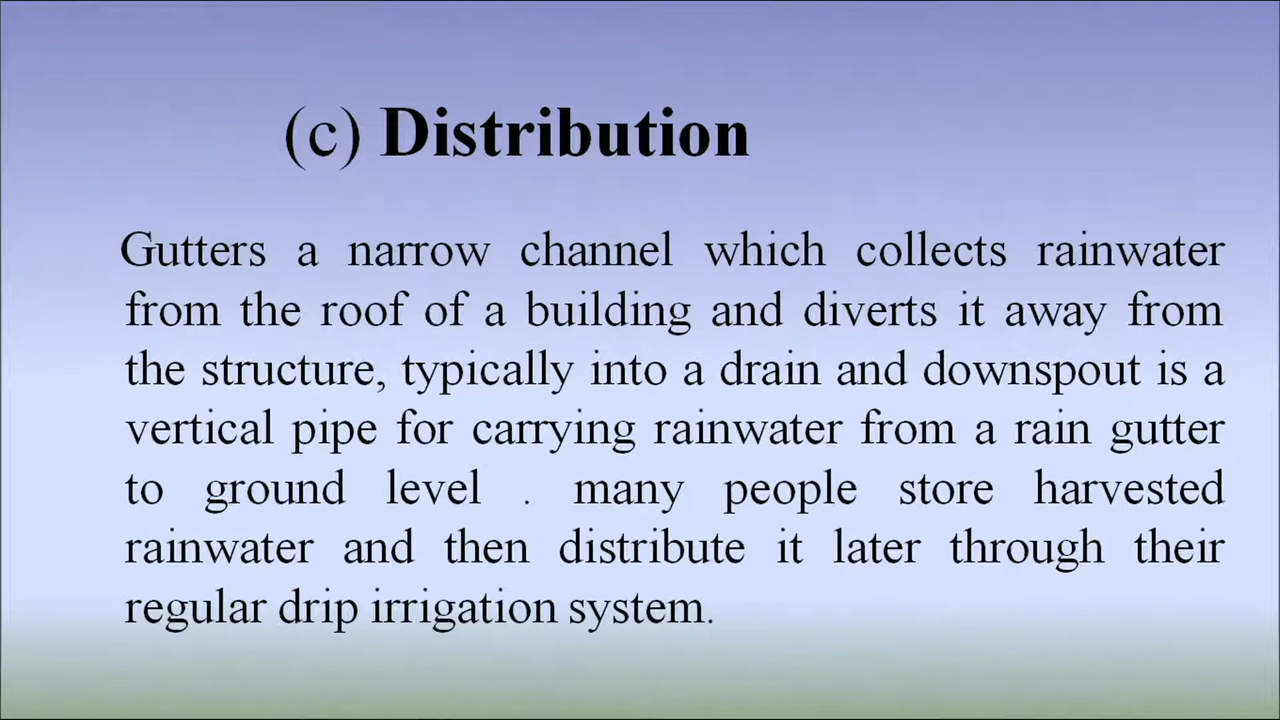 (c) Distribution
Gutters a narrow channel which collects rainwater
from the roof of a building and diverts it away from
the structure, typically into a drain and downspout is a
vertical pipe for carrying rainwater from a rain gutter
to ground level . many people store harvested
rainwater and then distribute it later through their
regular drip irrigation system.